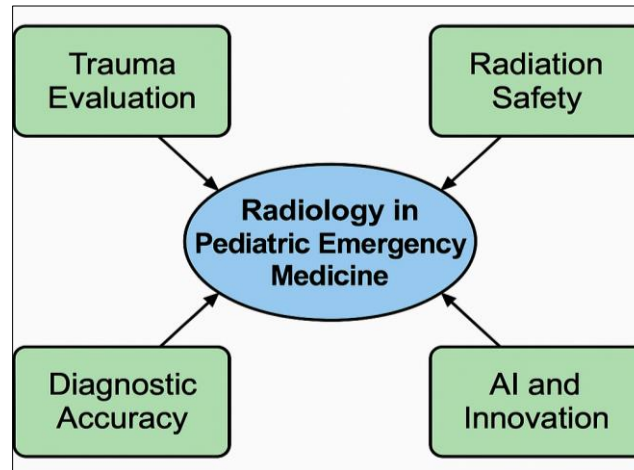 Trauma
Evaluation
Radiation
Safety
Radiology in
Pediatric Emergency
Medicine
Diagnostic
Accuracy
AI and
Innovation